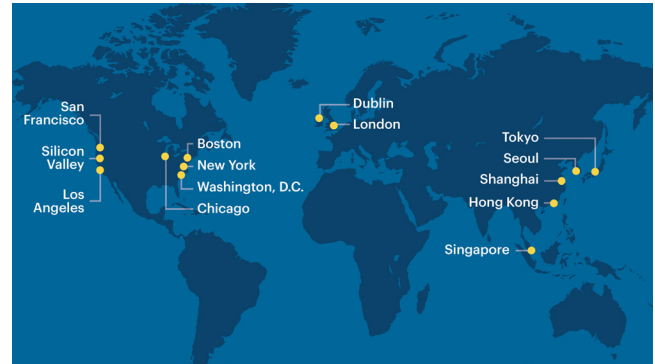 San
Francisco
Silicon
Valley
Los
Angeles
Boston
New York
Washington, D.C.
Chicago
Dublin
London
Tokyo
Seoul
Shanghai
Hong Kong
Singapore